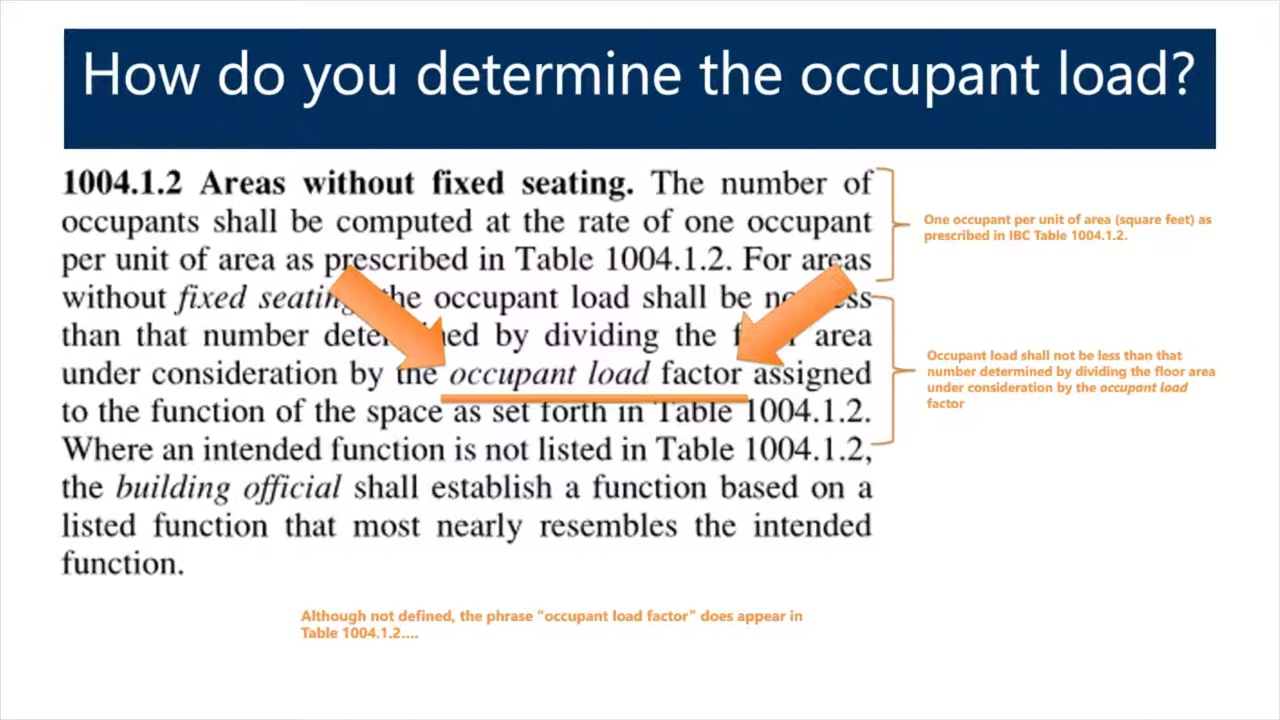 How do you determine the occupant load?
1004.1.2 Areas without fixed seating. The number of
occupants shall be computed at the rate of one occupant
per unit of area as prescribed in Table 1004.1.2. For areas
without fixed seating the occupant load shall be not less
than that number determined by dividing the floor area
under consideration by the occupant load factor assigned
to the function of the space as set forth in Table 1004.1.2.
Where an intended function is not listed in Table 1004.1.2,
the building official shall establish a function based on a
listed function that most nearly resembles the intended
function.
One occupant per unit of area (square feet) as
prescribed in IBC Table 1004.1.2.
Occupant load shall not be less than that
number determined by dividing the floor area
under consideration by the occupant load
factor
Although not defined, the phrase “occupant load factor” does appear in
Table 1004.1.2....